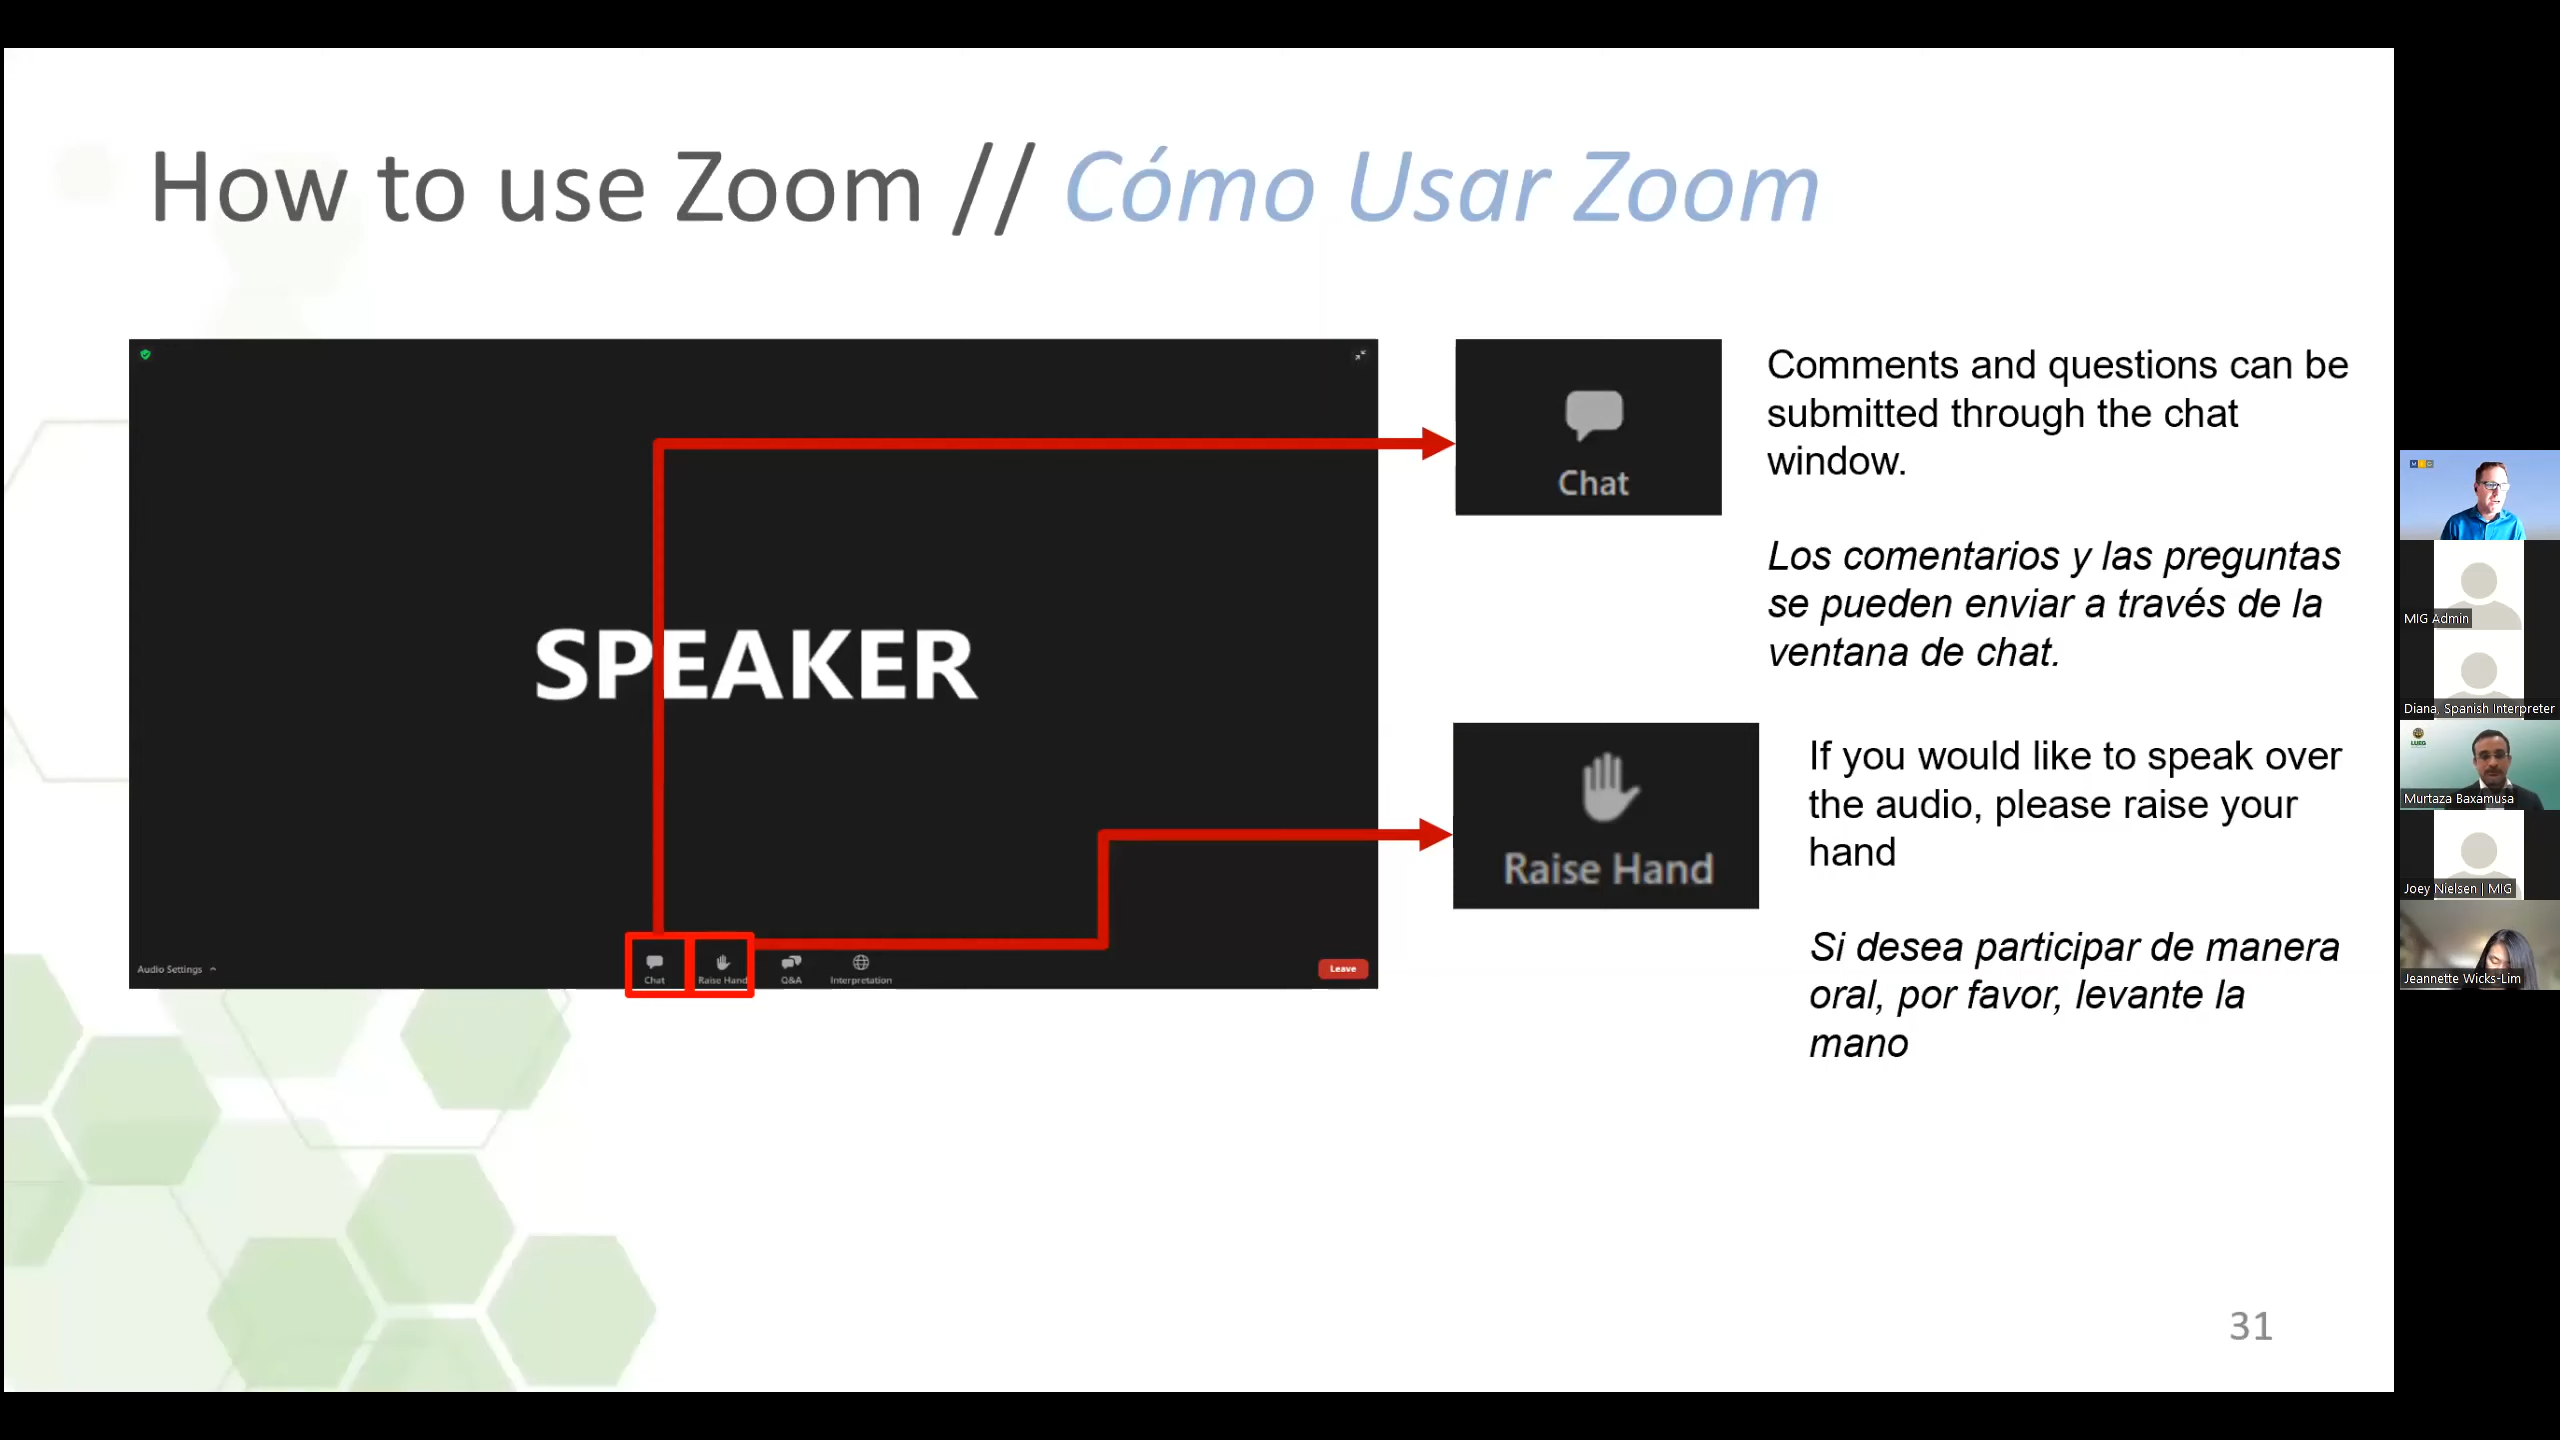 How to use Zoom // Cómo Usar Zoom
SPEAKER
Audio Settings
Chat
Raise Hand
Q&A
Interpretation
Leave
Chat
Comments and questions can be
submitted through the chat
window.
Los comentarios y las preguntas
se pueden enviar a través de la
ventana de chat.
Raise Hand
If you would like to speak over
the audio, please raise your
hand
Si desea participar de manera
oral, por favor, levante la
mano
31
MIG
MIG Admin
Diana, Spanish Interpreter
LUEG
Murtaza Baxamusa
Joey Nielsen | MIG
Jeannette Wicks-Lim